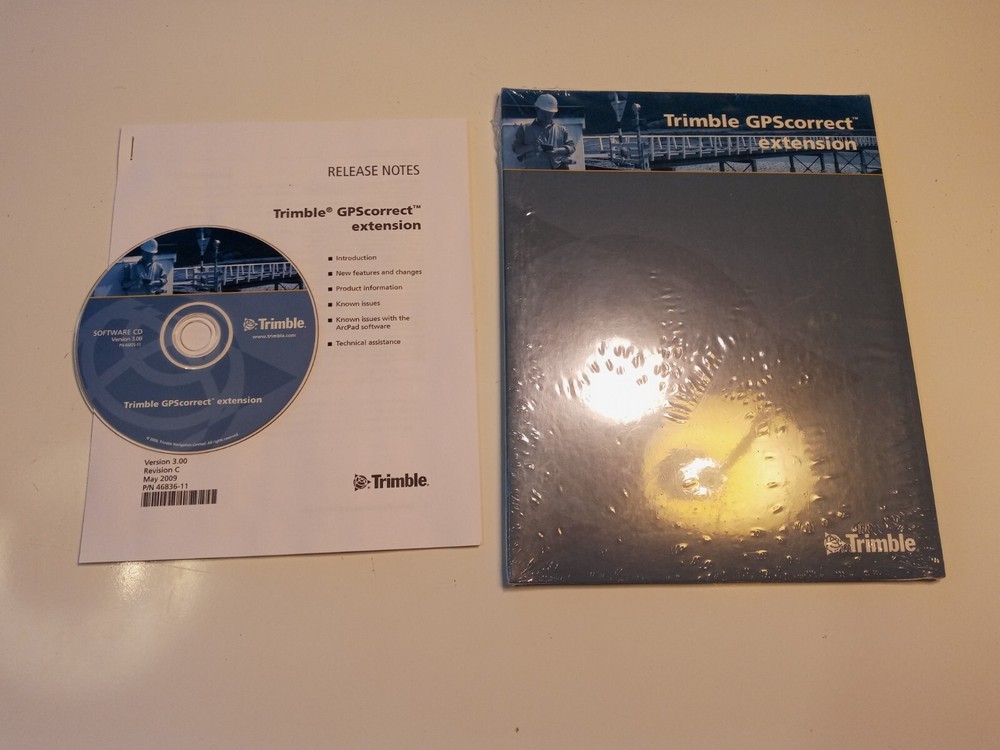 RELEASE NOTES
Trimble® GPScorrect™
extension
■ Introduction
■ New features and changes
■ Product information
■ Known issues
■ Known issues with the
ArcPad software
■ Technical assistance
Version 3.00
Revision C
May 2009
P/N 46836-11
Trimble.
SOFTWARE CD
Version 3.00
Trimble.
www.trimble.com
Trimble GPScorrect™ extension
Trimble GPScorrect™
extension
Trimble